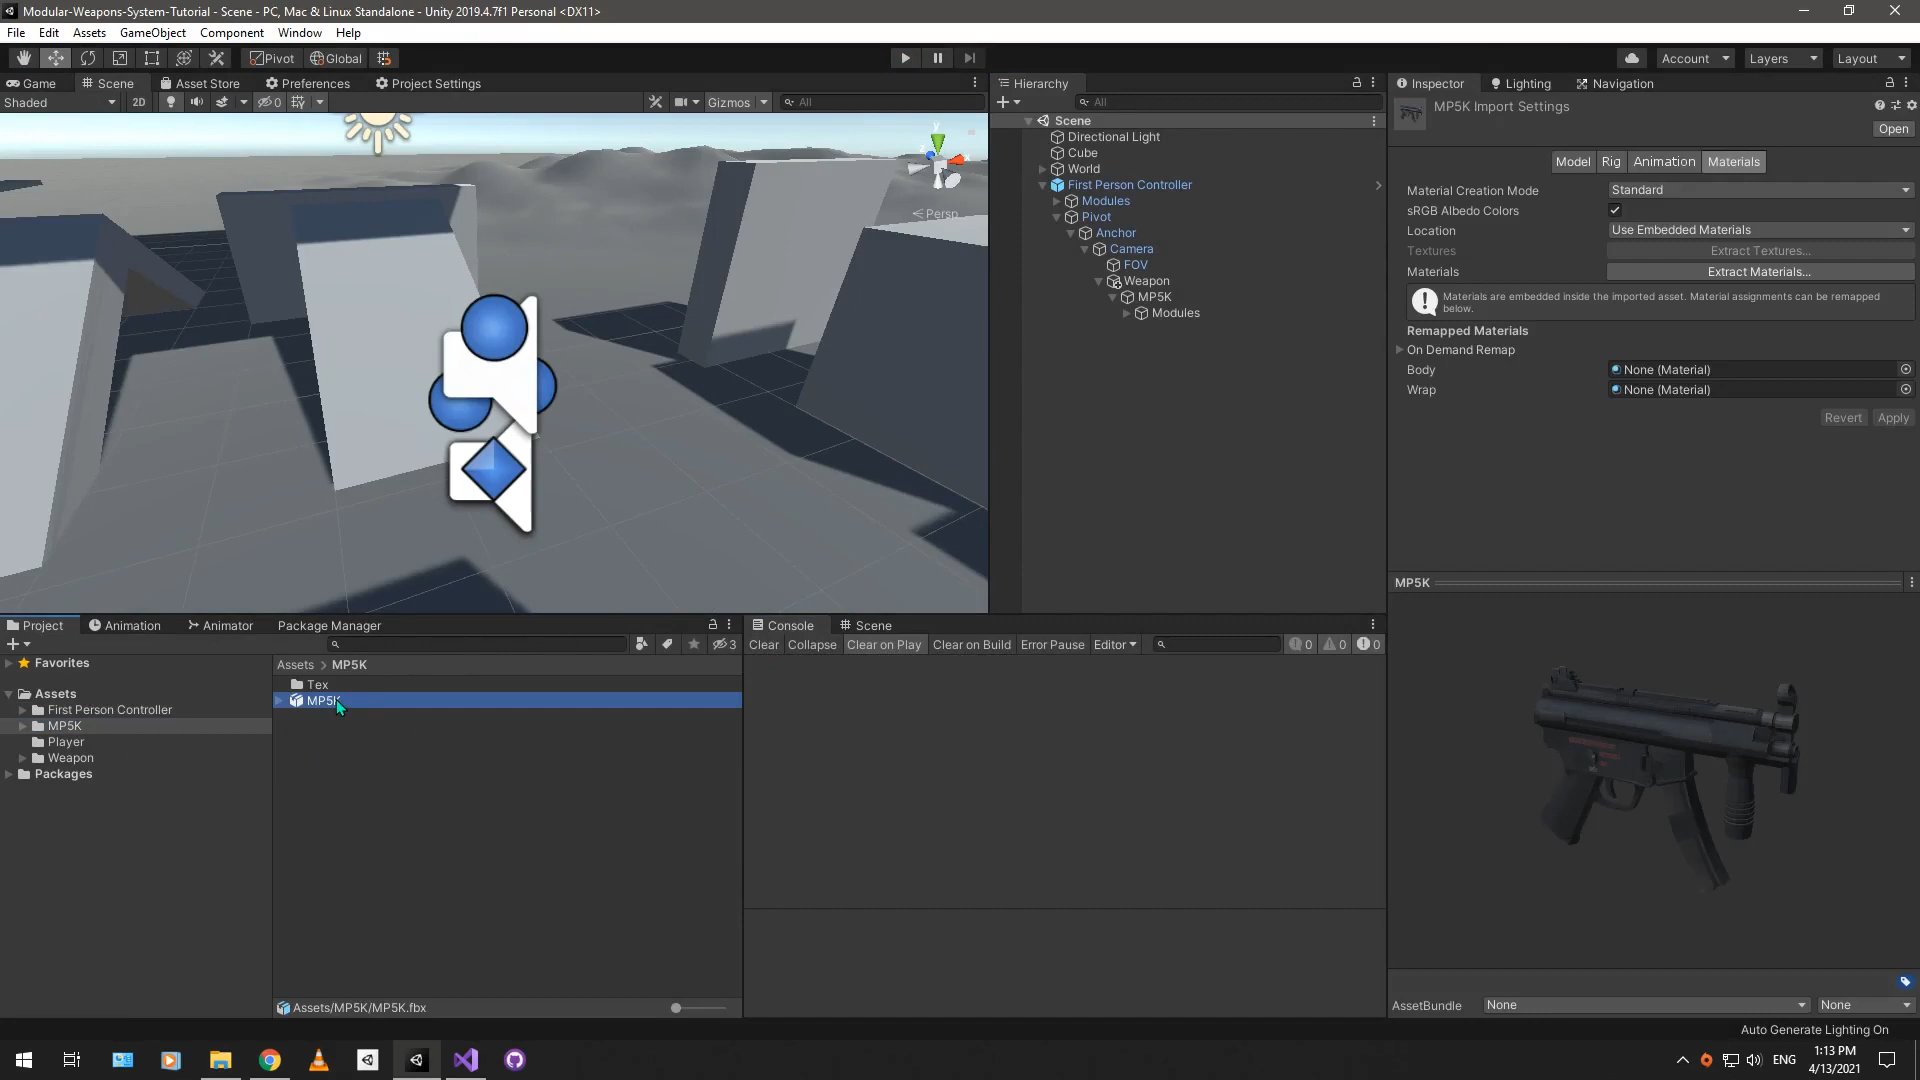 Modular-Weapons-System-Tutorial - Scene - PC, Mac & Linux Standalone - Unity 2019.4.7f1 Personal <DX11>
File Edit Assets GameObject Component Window Help
Pivot Global Account Layers Layout
Game Scene Asset Store Preferences Project Settings
Shaded 2D 0 Gizmos All
y
x
z
Persp
Hierarchy
All
Scene
Directional Light
Cube
World
First Person Controller
Modules
Pivot
Anchor
Camera
FOV
Weapon
MP5K
Modules
Inspector Lighting Navigation
MP5K Import Settings
Open
Model Rig Animation Materials
Material Creation Mode Standard
sRGB Albedo Colors
Location Use Embedded Materials
Textures Extract Textures...
Materials Extract Materials...
Materials are embedded inside the imported asset. Material assignments can be remapped
below.
Remapped Materials
On Demand Remap
Body None (Material)
Wrap None (Material)
Revert Apply
MP5K
AssetBundle None None
Project Animation Animator Package Manager
3
Favorites
Assets
First Person Controller
MP5K
Player
Weapon
Packages
Assets > MP5K
Tex
MP5K
Assets/MP5K/MP5K.fbx
Console Scene
Clear Collapse Clear on Play Clear on Build Error Pause Editor 0 0 0
Auto Generate Lighting On
ENG
1:13 PM
4/13/2021